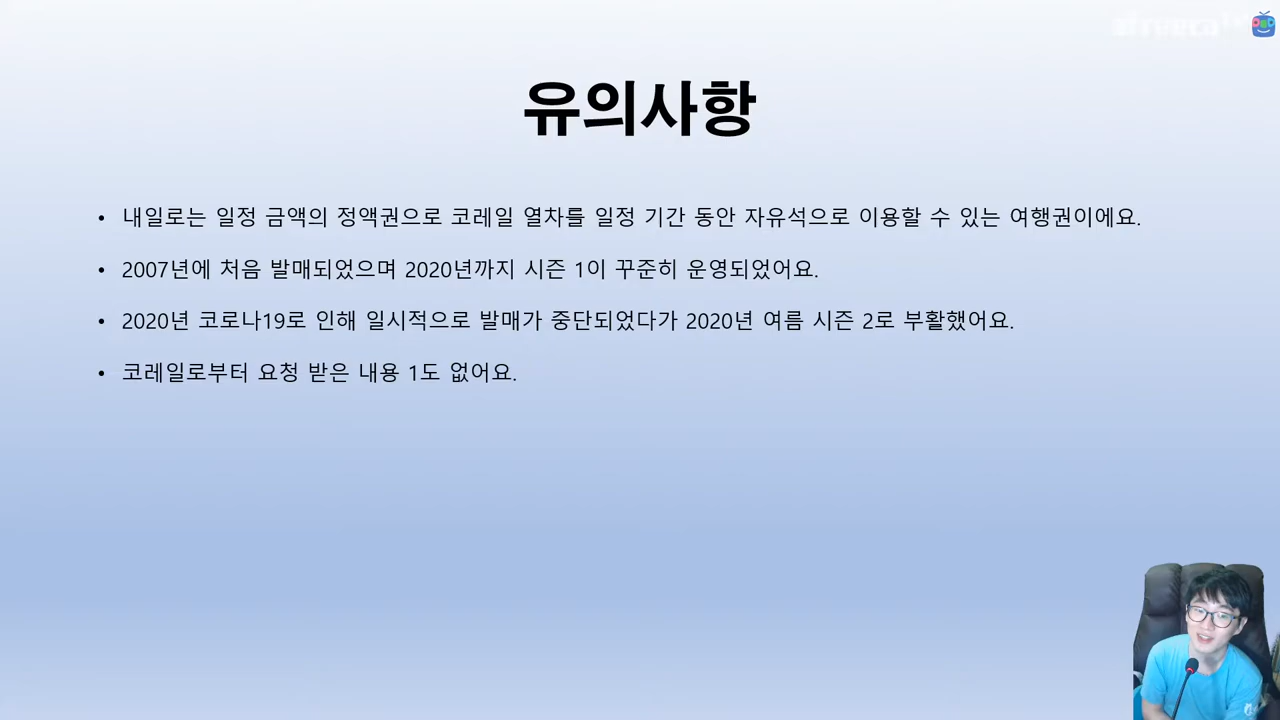 afreecaTV
유의사항
• 내일로는 일정 금액의 정액권으로 코레일 열차를 일정 기간 동안 자유석으로 이용할 수 있는 여행권이에요.
• 2007년에 처음 발매되었으며 2020년까지 시즌 1이 꾸준히 운영되었어요.
• 2020년 코로나19로 인해 일시적으로 발매가 중단되었다가 2020년 여름 시즌 2로 부활했어요.
• 코레일로부터 요청 받은 내용 1도 없어요.